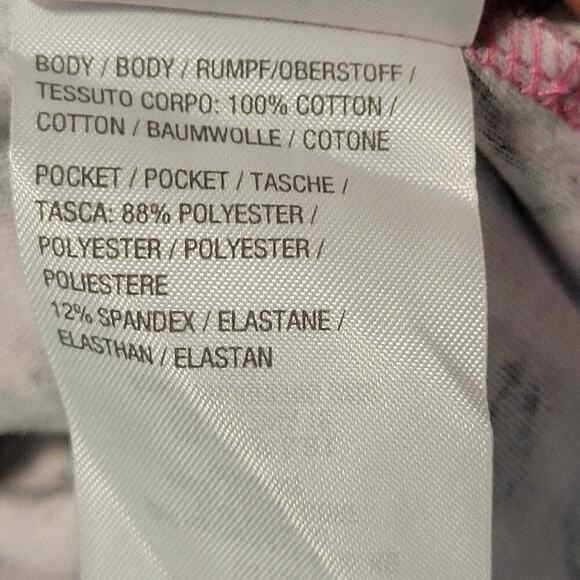 BODY / BODY / RUMPF/OBERSTOFF /
TESSUTO CORPO: 100% COTTON /
COTTON / BAUMWOLLE / COTONE
POCKET / POCKET / TASCHE /
TASCA: 88% POLYESTER /
POLYESTER / POLYESTER /
POLIESTERE
12% SPANDEX / ELASTANE /
ELASTHAN / ELASTAN